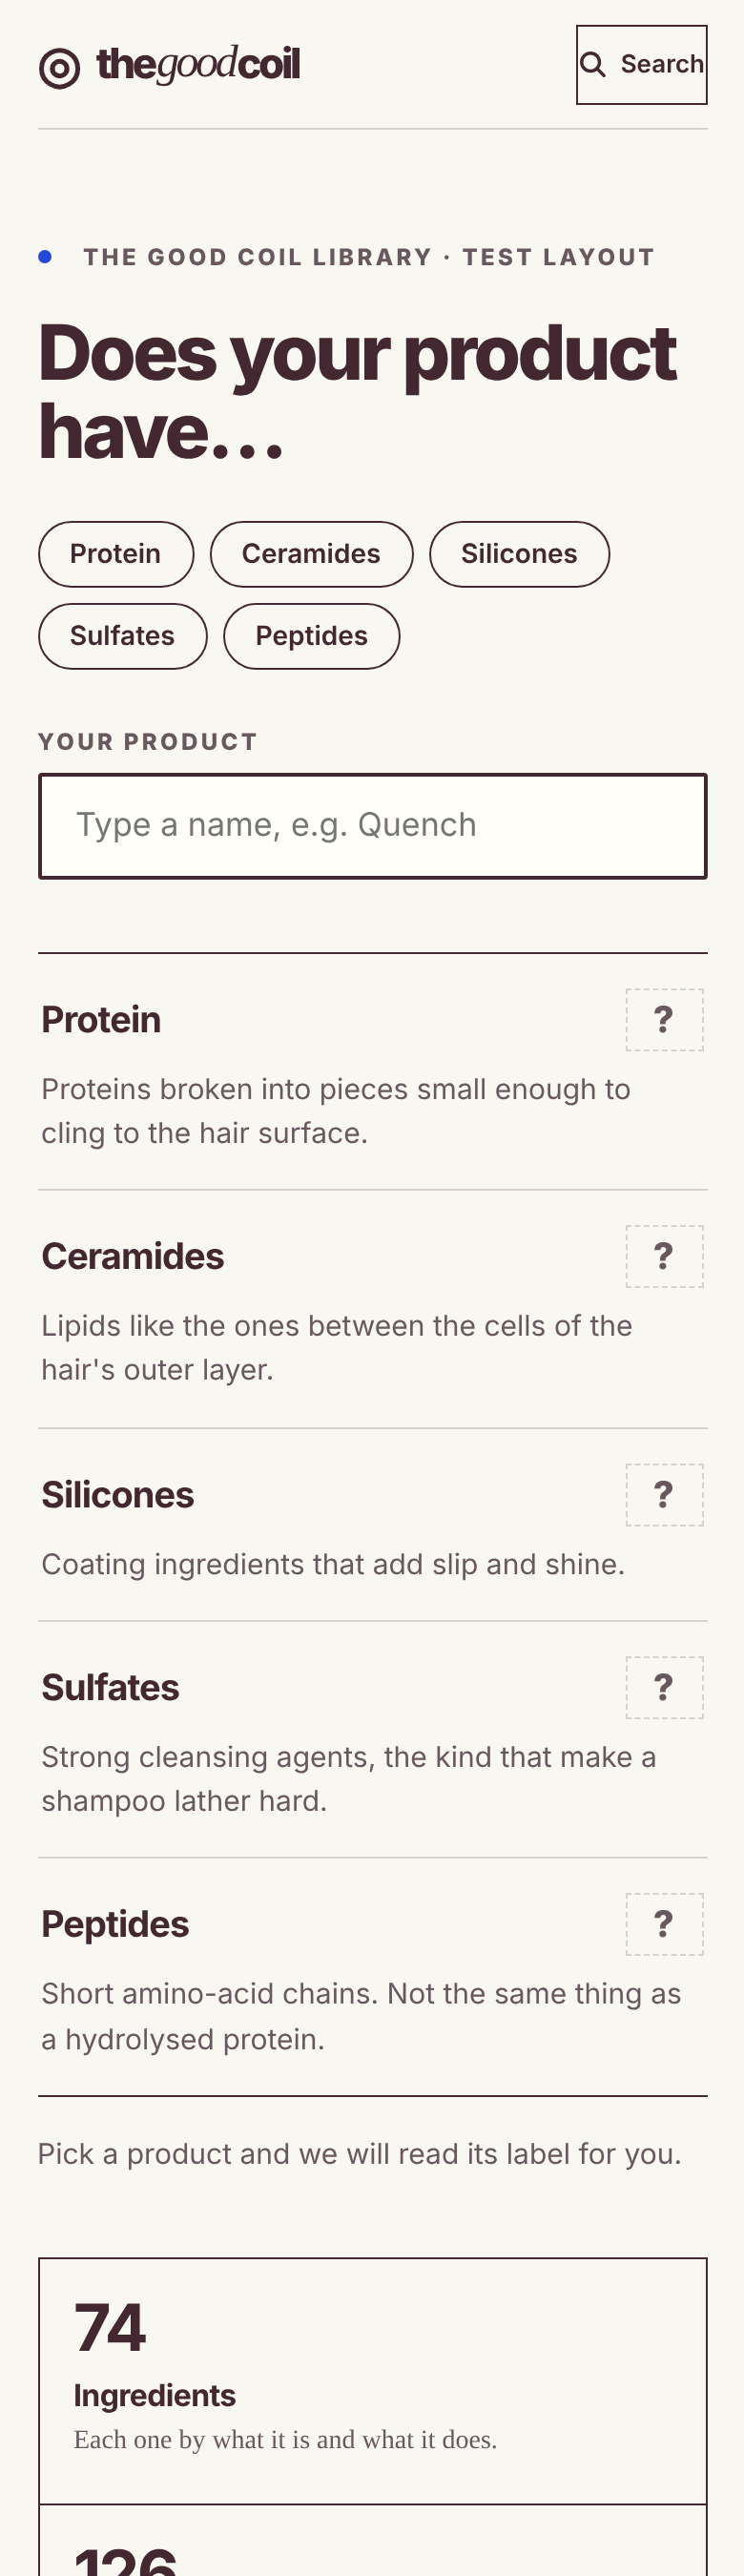 thegoodcoil
Search
THE GOOD COIL LIBRARY · TEST LAYOUT
Does your product
have…
Protein
Ceramides
Silicones
Sulfates
Peptides
YOUR PRODUCT
Type a name, e.g. Quench
Protein
?
Proteins broken into pieces small enough to
cling to the hair surface.
Ceramides
?
Lipids like the ones between the cells of the
hair's outer layer.
Silicones
?
Coating ingredients that add slip and shine.
Sulfates
?
Strong cleansing agents, the kind that make a
shampoo lather hard.
Peptides
?
Short amino-acid chains. Not the same thing as
a hydrolysed protein.
Pick a product and we will read its label for you.
74
Ingredients
Each one by what it is and what it does.
126